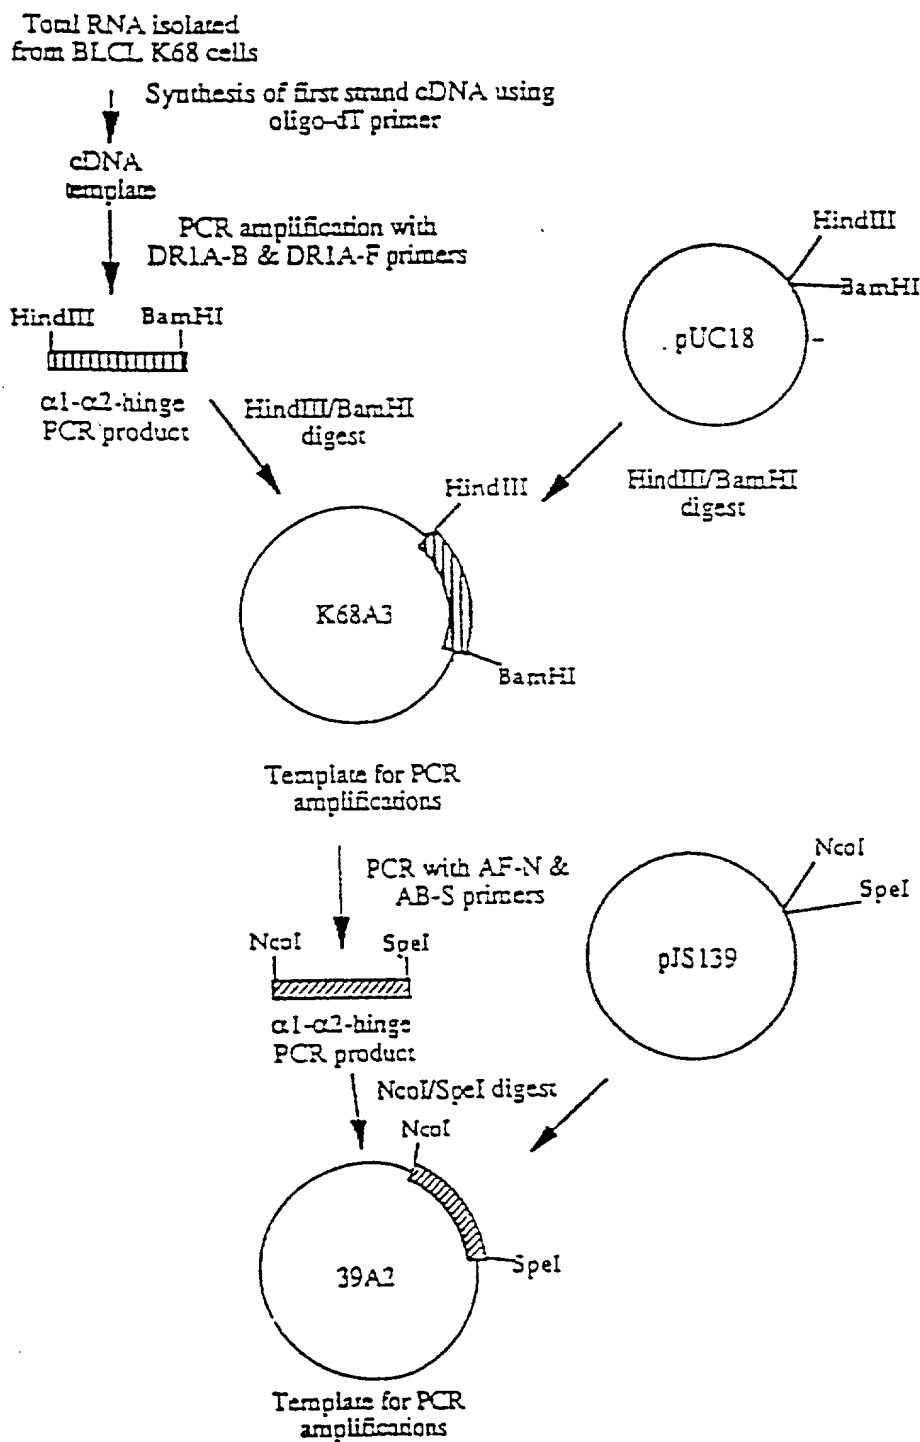 Total RNA isolated
from BLCL K68 cells
Synthesis of first strand cDNA using
oligo-dT primer
cDNA
template
PCR amplification with
DR1A-B & DR1A-F primers
HindIII
BamHI
HindIII BamHI
pUC18
α1-α2-hinge
PCR product
HindIII/BamHI
digest
HindIII/BamHI
digest
HindIII
K68A3
BamHI
Template for PCR
amplifications
PCR with AF-N &
AB-S primers
NcoI
SpeI
NcoI SpeI
pJS139
α1-α2-hinge
PCR product
NcoI/SpeI digest
NcoI
39A2
SpeI
Template for PCR
amplifications